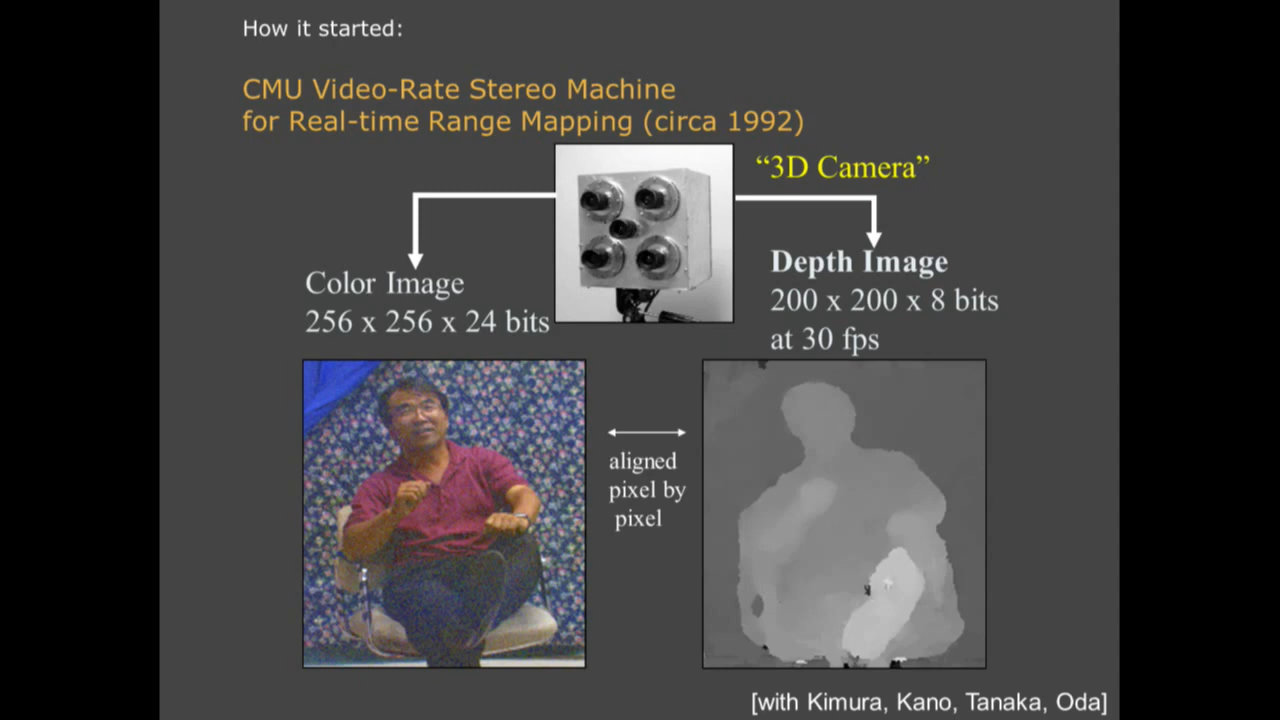 How it started:
CMU Video-Rate Stereo Machine
for Real-time Range Mapping (circa 1992)
“3D Camera”
Color Image
256 x 256 x 24 bits
Depth Image
200 x 200 x 8 bits
at 30 fps
aligned
pixel by
pixel
[with Kimura, Kano, Tanaka, Oda]